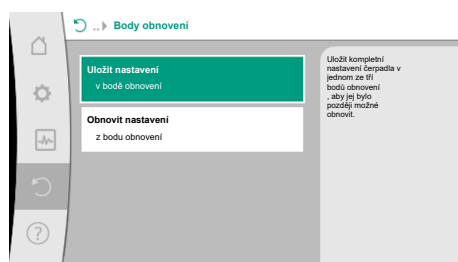 ..▸ Body obnovení
Uložit nastavení
v bodě obnovení
Obnovit nastavení
z bodu obnovení
Uložit kompletní
nastavení čerpadla v
jednom ze tří
bodů obnovení
, aby jej bylo
později možné
obnovit.
?